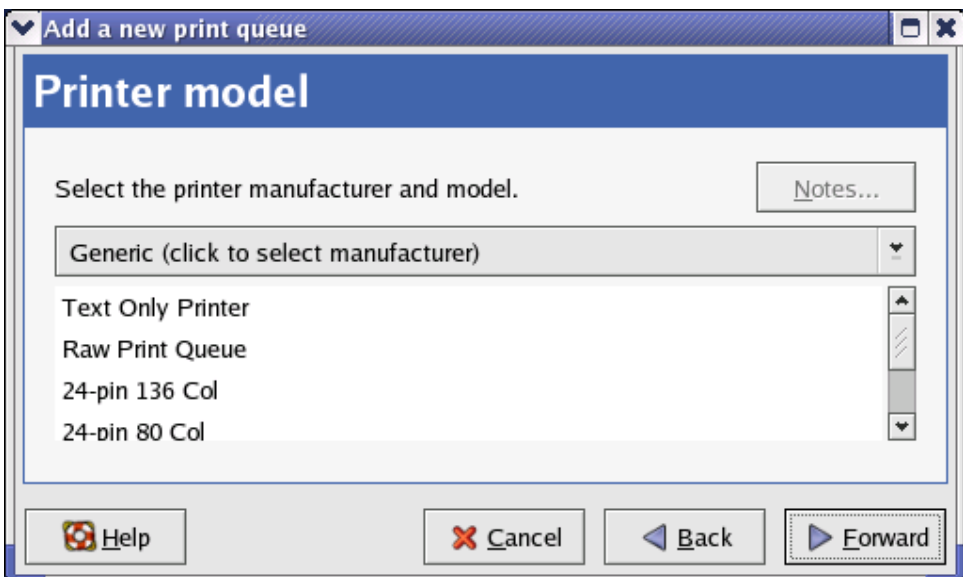 Add a new print queue
Printer model
Select the printer manufacturer and model.
Notes...
Generic (click to select manufacturer)
Text Only Printer
Raw Print Queue
24-pin 136 Col
24-pin 80 Col
Help
Cancel
Back
Forward